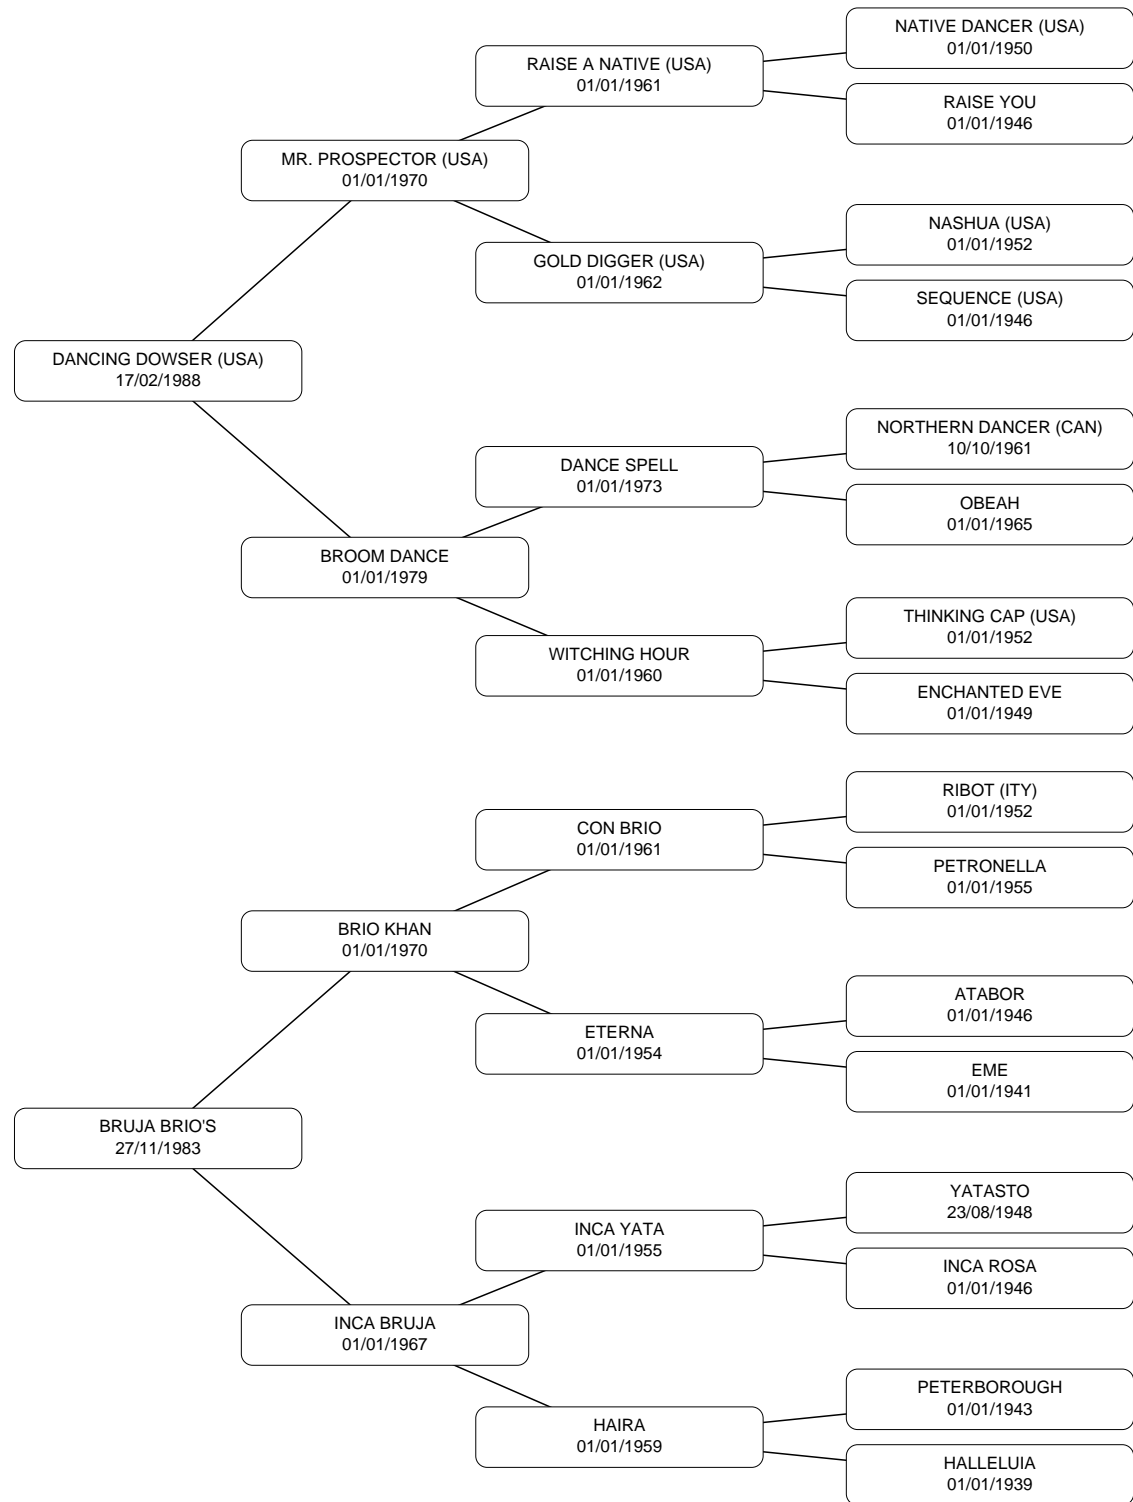 NATIVE DANCER (USA)
01/01/1950
RAISE A NATIVE (USA)
01/01/1961
RAISE YOU
01/01/1946
MR. PROSPECTOR (USA)
01/01/1970
NASHUA (USA)
01/01/1952
GOLD DIGGER (USA)
01/01/1962
SEQUENCE (USA)
01/01/1946
DANCING DOWSER (USA)
17/02/1988
NORTHERN DANCER (CAN)
10/10/1961
DANCE SPELL
01/01/1973
OBEAH
01/01/1965
BROOM DANCE
01/01/1979
THINKING CAP (USA)
01/01/1952
WITCHING HOUR
01/01/1960
ENCHANTED EVE
01/01/1949
RIBOT (ITY)
01/01/1952
CON BRIO
01/01/1961
PETRONELLA
01/01/1955
BRIO KHAN
01/01/1970
ATABOR
01/01/1946
ETERNA
01/01/1954
EME
01/01/1941
BRUJA BRIO'S
27/11/1983
YATASTO
23/08/1948
INCA YATA
01/01/1955
INCA ROSA
01/01/1946
INCA BRUJA
01/01/1967
PETERBOROUGH
01/01/1943
HAIRA
01/01/1959
HALLELUIA
01/01/1939